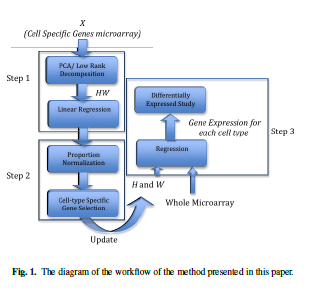 X
(Cell Specific Genes microarray)
Step 1
PCA/ Low Rank
Decomposition
HW
Linear Regression
Step 2
Proportion
Normalization
Cell-type Specific
Gene Selection
Update
Differentially
Expressed Study
Gene Expression for
each cell type
Regression
Step 3
H and W
Whole Microarray
Fig. 1. The diagram of the workflow of the method presented in this paper.